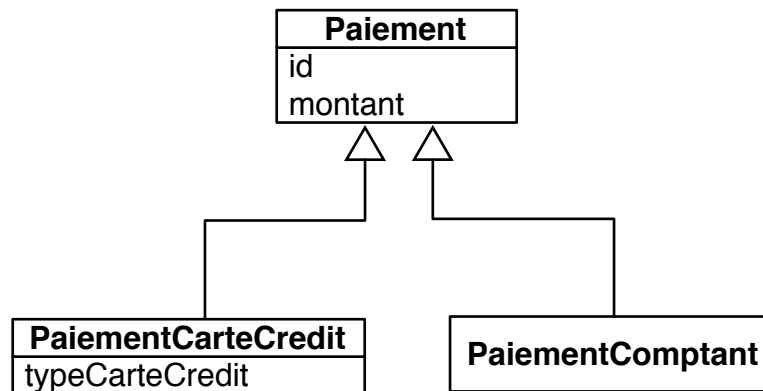 Paiement
id
montant
PaiementCarteCredit
typeCarteCredit
PaiementComptant